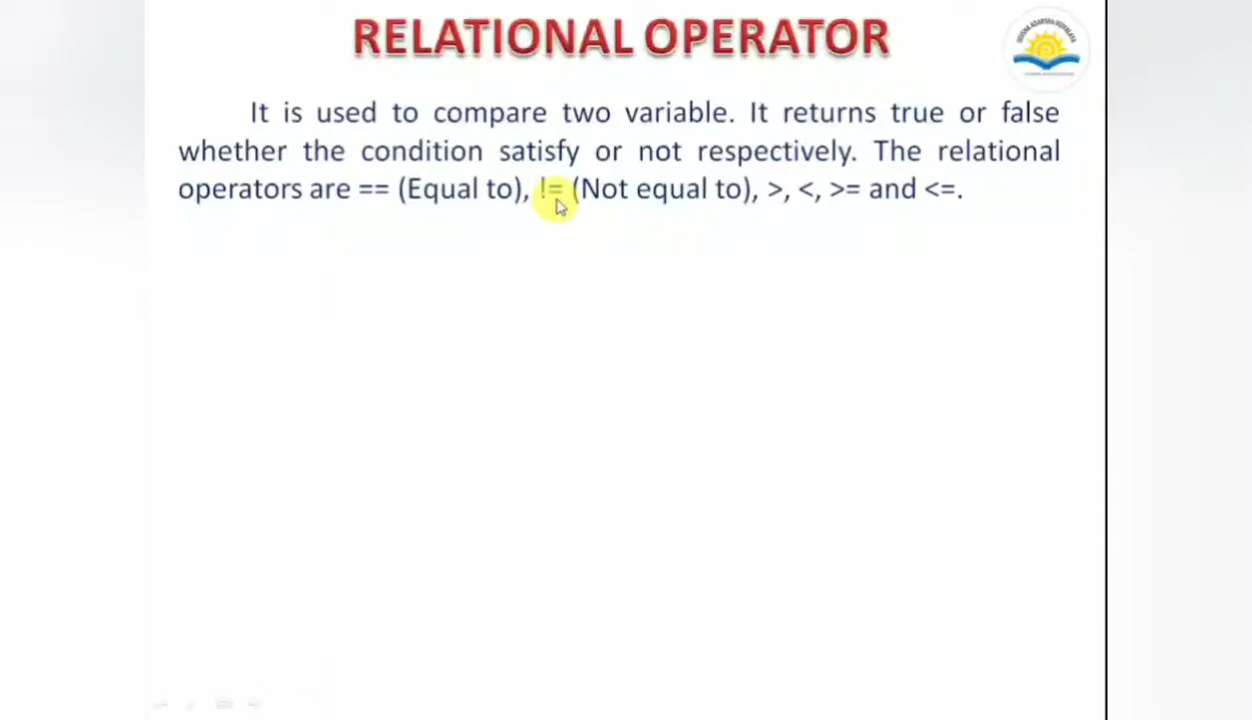 RELATIONAL OPERATOR
It is used to compare two variable. It returns true or false
whether the condition satisfy or not respectively. The relational
operators are == (Equal to), != (Not equal to), >, <, >= and <=.